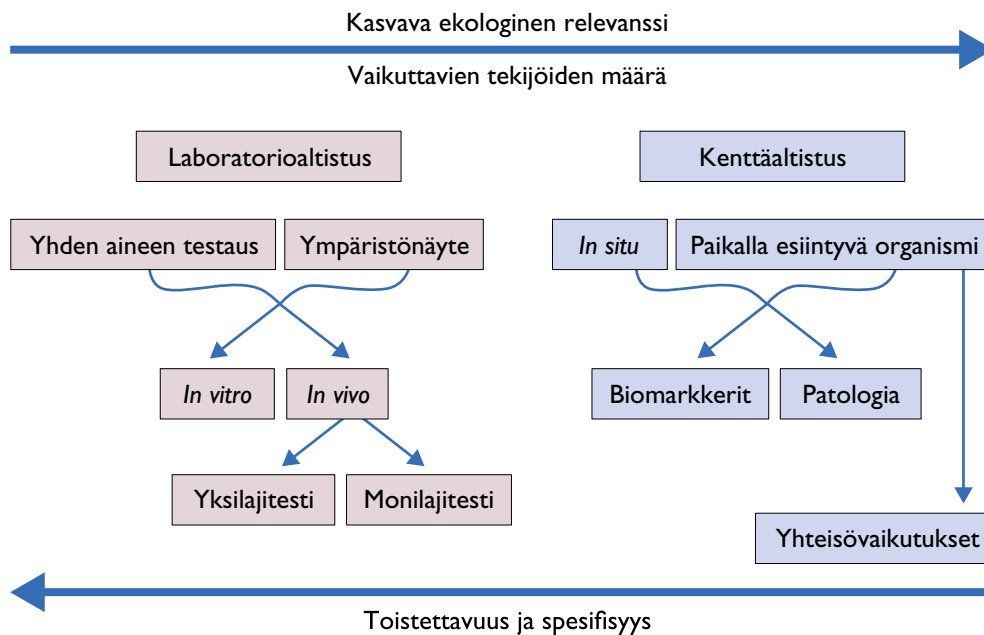 Kasvava ekologinen relevanssi
Vaikuttavien tekijöiden määrä
Laboratorioaltistus
Kenttäaltistus
Yhden aineen testaus
Ympäristönäyte
In situ
Paikalla esiintyvä organismi
In vitro
In vivo
Biomarkkerit
Patologia
Yksilajitesti
Monilajitesti
Yhteisövaikutukset
Toistettavuus ja spesifisyys